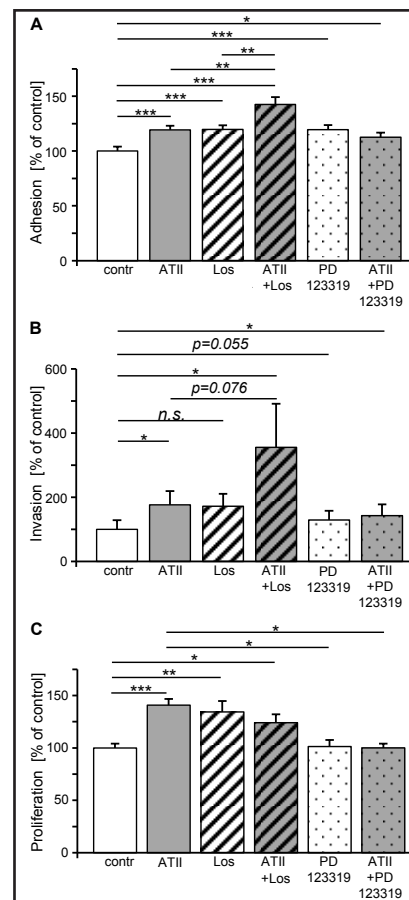 A
*
***
**
**
***
***
***
Adhesion [% of control]
150
100
50
0
contr ATII Los ATII PD ATII
+Los 123319 +PD
123319
B
*
p=0.055
*
p=0.076
n.s.
*
Invasion [% of control]
600
400
200
0
contr ATII Los ATII PD ATII
+Los 123319 +PD
123319
C
*
*
*
**
***
Proliferation [% of control]
150
100
50
0
contr ATII Los ATII PD ATII
+Los 123319 +PD
123319